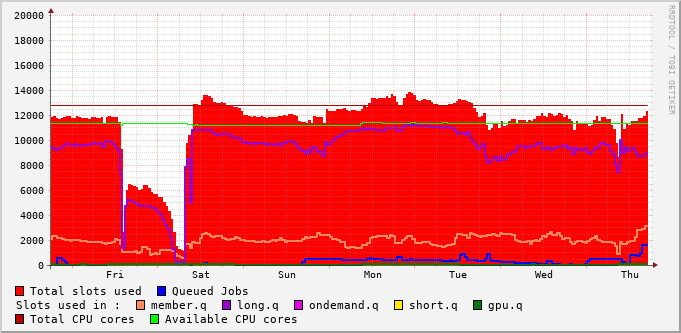 RRDTOOL / TOBI OETIKER
20000
18000
16000
14000
12000
10000
8000
6000
4000
2000
0
Fri Sat Sun Mon Tue Wed Thu
Total slots used Queued Jobs
Slots used in : member.q long.q ondemand.q short.q gpu.q
Total CPU cores Available CPU cores